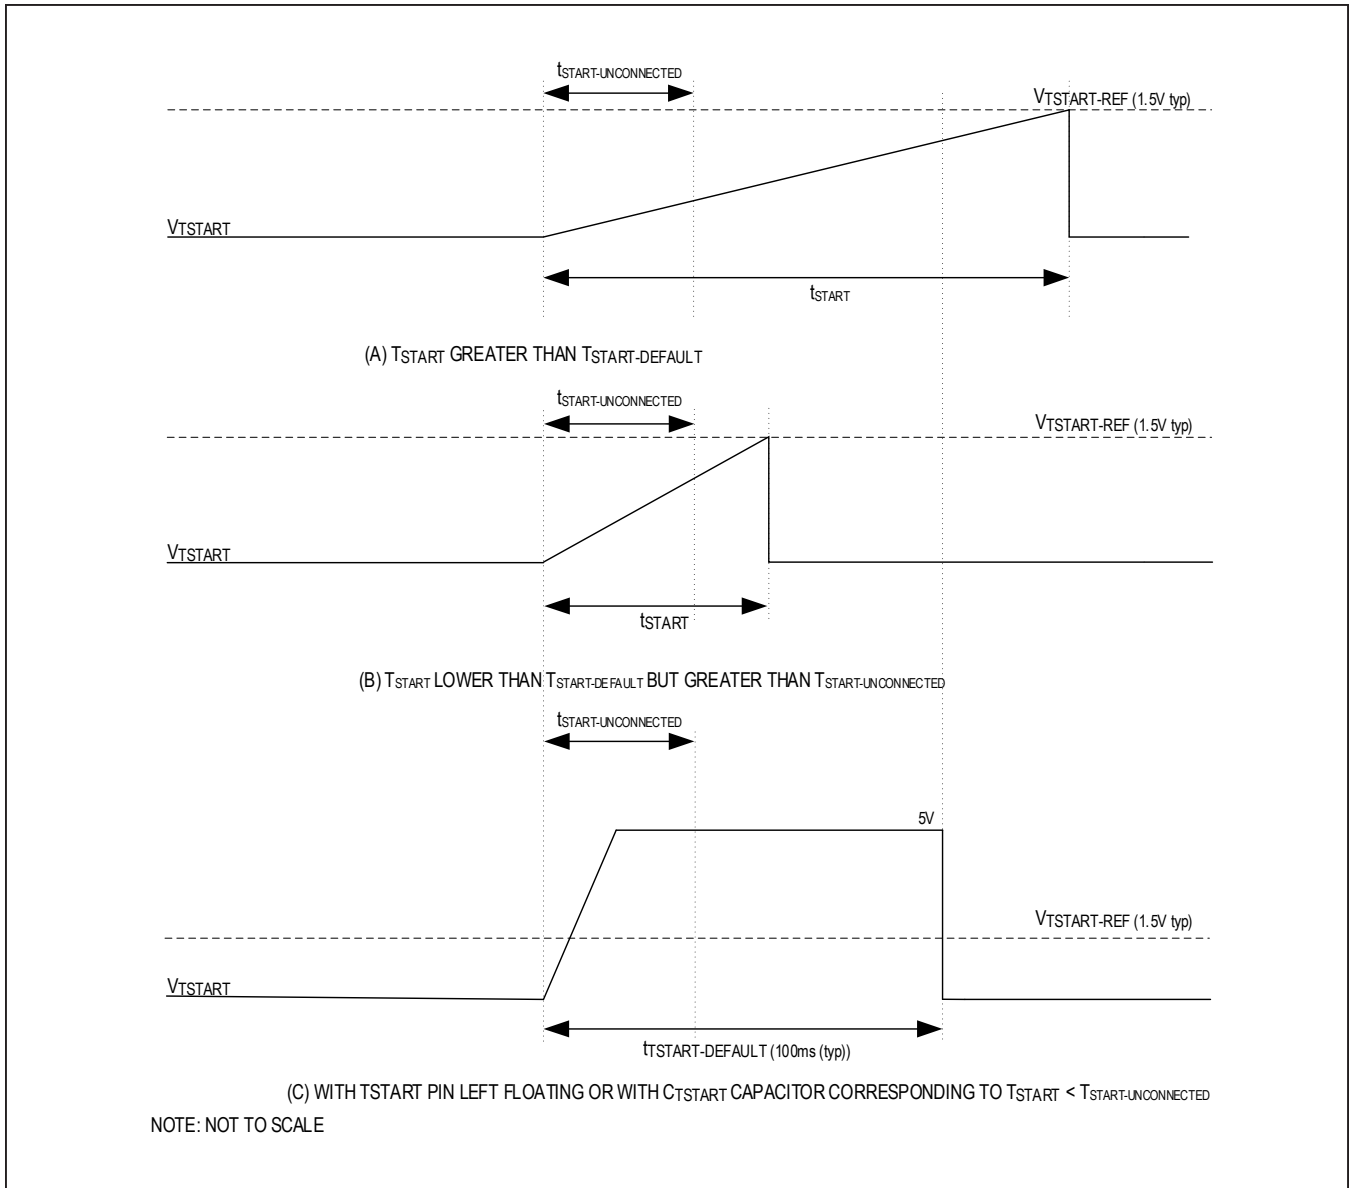 tSTART-UNCONNECTED
VTSTART-REF (1.5V typ)
VTSTART
tSTART
(A) TSTART GREATER THAN TSTART-DEFAULT
tSTART-UNCONNECTED
VTSTART-REF (1.5V typ)
VTSTART
tSTART
(B) TSTART LOWER THAN TSTART-DEFAULT BUT GREATER THAN TSTART-UNCONNECTED
tSTART-UNCONNECTED
5V
VTSTART-REF (1.5V typ)
VTSTART
tTSTART-DEFAULT (100ms (typ))
(C) WITH TSTART PIN LEFT FLOATING OR WITH CTSTART CAPACITOR CORRESPONDING TO TSTART < TSTART-UNCONNECTED
NOTE: NOT TO SCALE